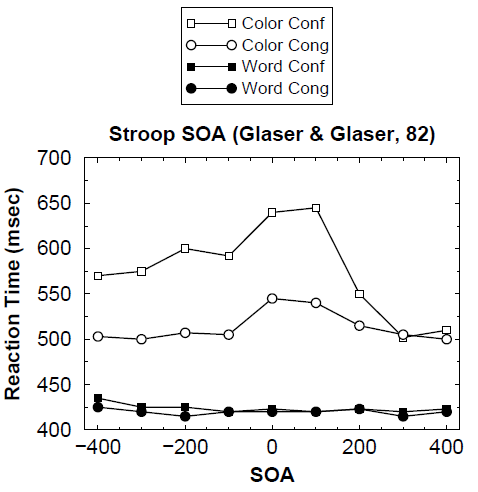 Color Conf
Color Cong
Word Conf
Word Cong
Stroop SOA (Glaser & Glaser, 82)
700
650
600
550
500
450
400
Reaction Time (msec)
−400 −200 0 200 400
SOA